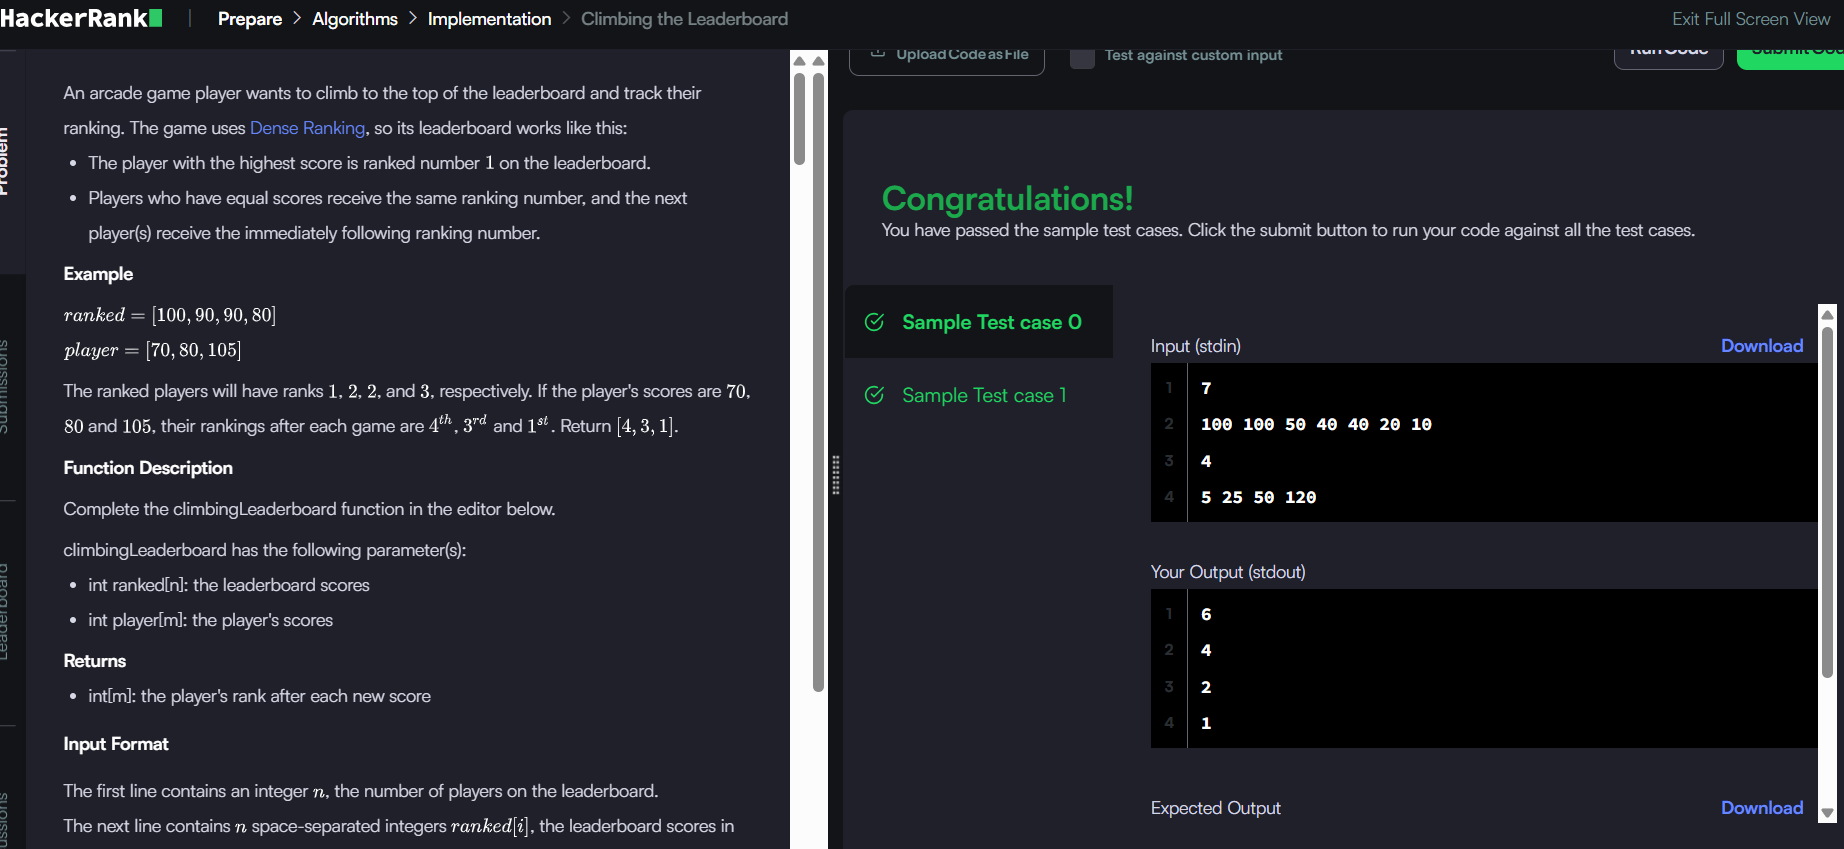 HackerRank
Prepare > Algorithms > Implementation > Climbing the Leaderboard
Exit Full Screen View
Problem
Submissions
Leaderboard
An arcade game player wants to climb to the top of the leaderboard and track their
ranking. The game uses Dense Ranking, so its leaderboard works like this:
• The player with the highest score is ranked number 1 on the leaderboard.
• Players who have equal scores receive the same ranking number, and the next
player(s) receive the immediately following ranking number.
Example
ranked = [100, 90, 90, 80]
player = [70, 80, 105]
The ranked players will have ranks 1, 2, 2, and 3, respectively. If the player's scores are 70,
80 and 105, their rankings after each game are 4th, 3rd and 1st. Return [4, 3, 1].
Function Description
Complete the climbingLeaderboard function in the editor below.
climbingLeaderboard has the following parameter(s):
• int ranked[n]: the leaderboard scores
• int player[m]: the player's scores
Returns
• int[m]: the player's rank after each new score
Input Format
The first line contains an integer n, the number of players on the leaderboard.
The next line contains n space-separated integers ranked[i], the leaderboard scores in
Upload Code as File
Test against custom input
Run Code
Congratulations!
You have passed the sample test cases. Click the submit button to run your code against all the test cases.
Sample Test case 0
Sample Test case 1
Input (stdin)
Download
1 7
2 100 100 50 40 40 20 10
3 4
4 5 25 50 120
Your Output (stdout)
1 6
2 4
3 2
4 1
Expected Output
Download